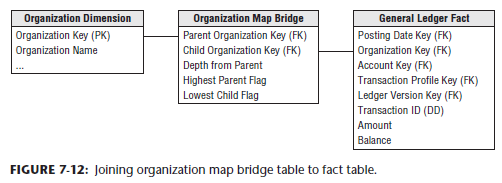 Organization Dimension
Organization Key (PK)
Organization Name
...
Organization Map Bridge
Parent Organization Key (FK)
Child Organization Key (FK)
Depth from Parent
Highest Parent Flag
Lowest Child Flag
General Ledger Fact
Posting Date Key (FK)
Organization Key (FK)
Account Key (FK)
Transaction Profile Key (FK)
Ledger Version Key (FK)
Transaction ID (DD)
Amount
Balance
FIGURE 7-12: Joining organization map bridge table to fact table.